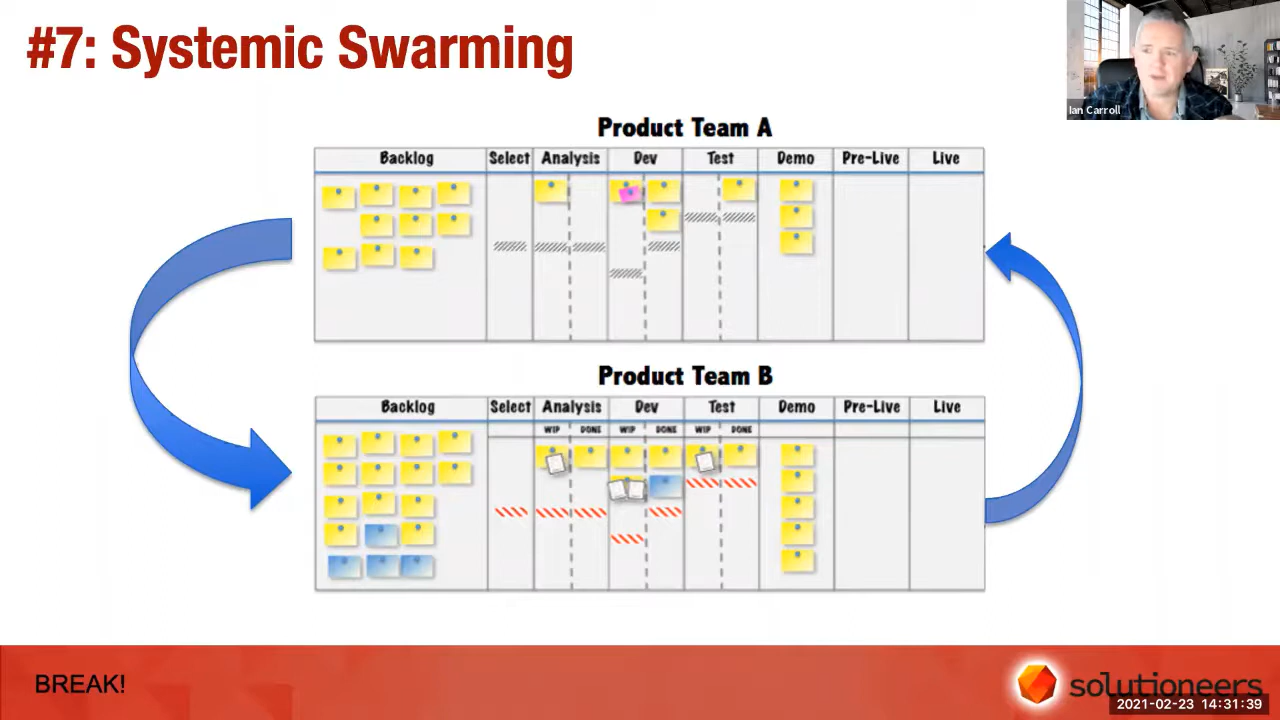 #7: Systemic Swarming
Ian Carroll
Product Team A
Backlog Select Analysis Dev Test Demo Pre-Live Live
Product Team B
Backlog Select Analysis Dev Test Demo Pre-Live Live
WIP DONE WIP DONE WIP DONE
BREAK!
solutioneers
2021-02-23 14:31:39